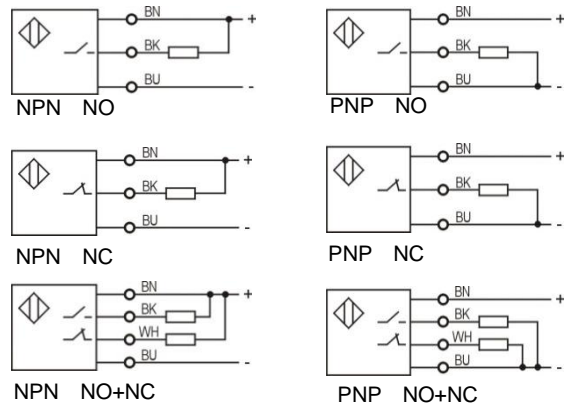 BN +
BK
BU -
NPN NO
BN +
BK
BU -
PNP NO
BN +
BK
BU -
NPN NC
BN +
BK
BU -
PNP NC
BN +
BK
WH
BU -
NPN NO+NC
BN +
BK
WH
BU -
PNP NO+NC